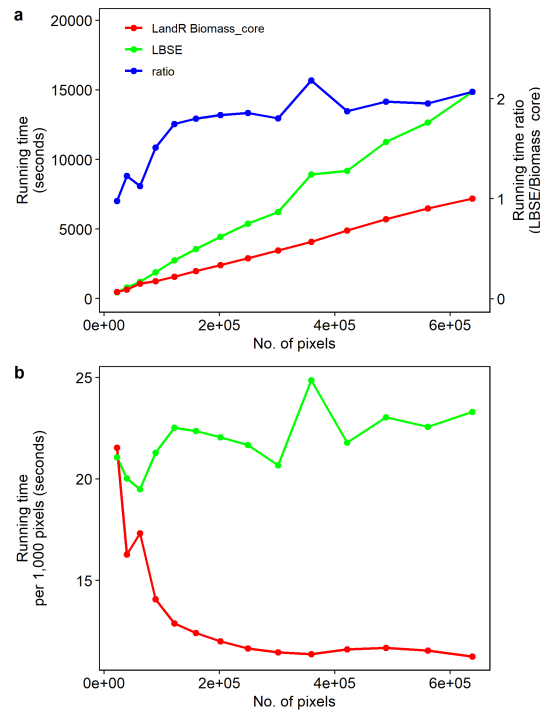 a
20000
15000
10000
5000
0
Running time
(seconds)
LandR Biomass_core
LBSE
ratio
2
1
0
Running time ratio
(LBSE/Biomass_core)
0e+00 2e+05 4e+05 6e+05
No. of pixels
b
25
20
15
Running time
per 1,000 pixels (seconds)
0e+00 2e+05 4e+05 6e+05
No. of pixels